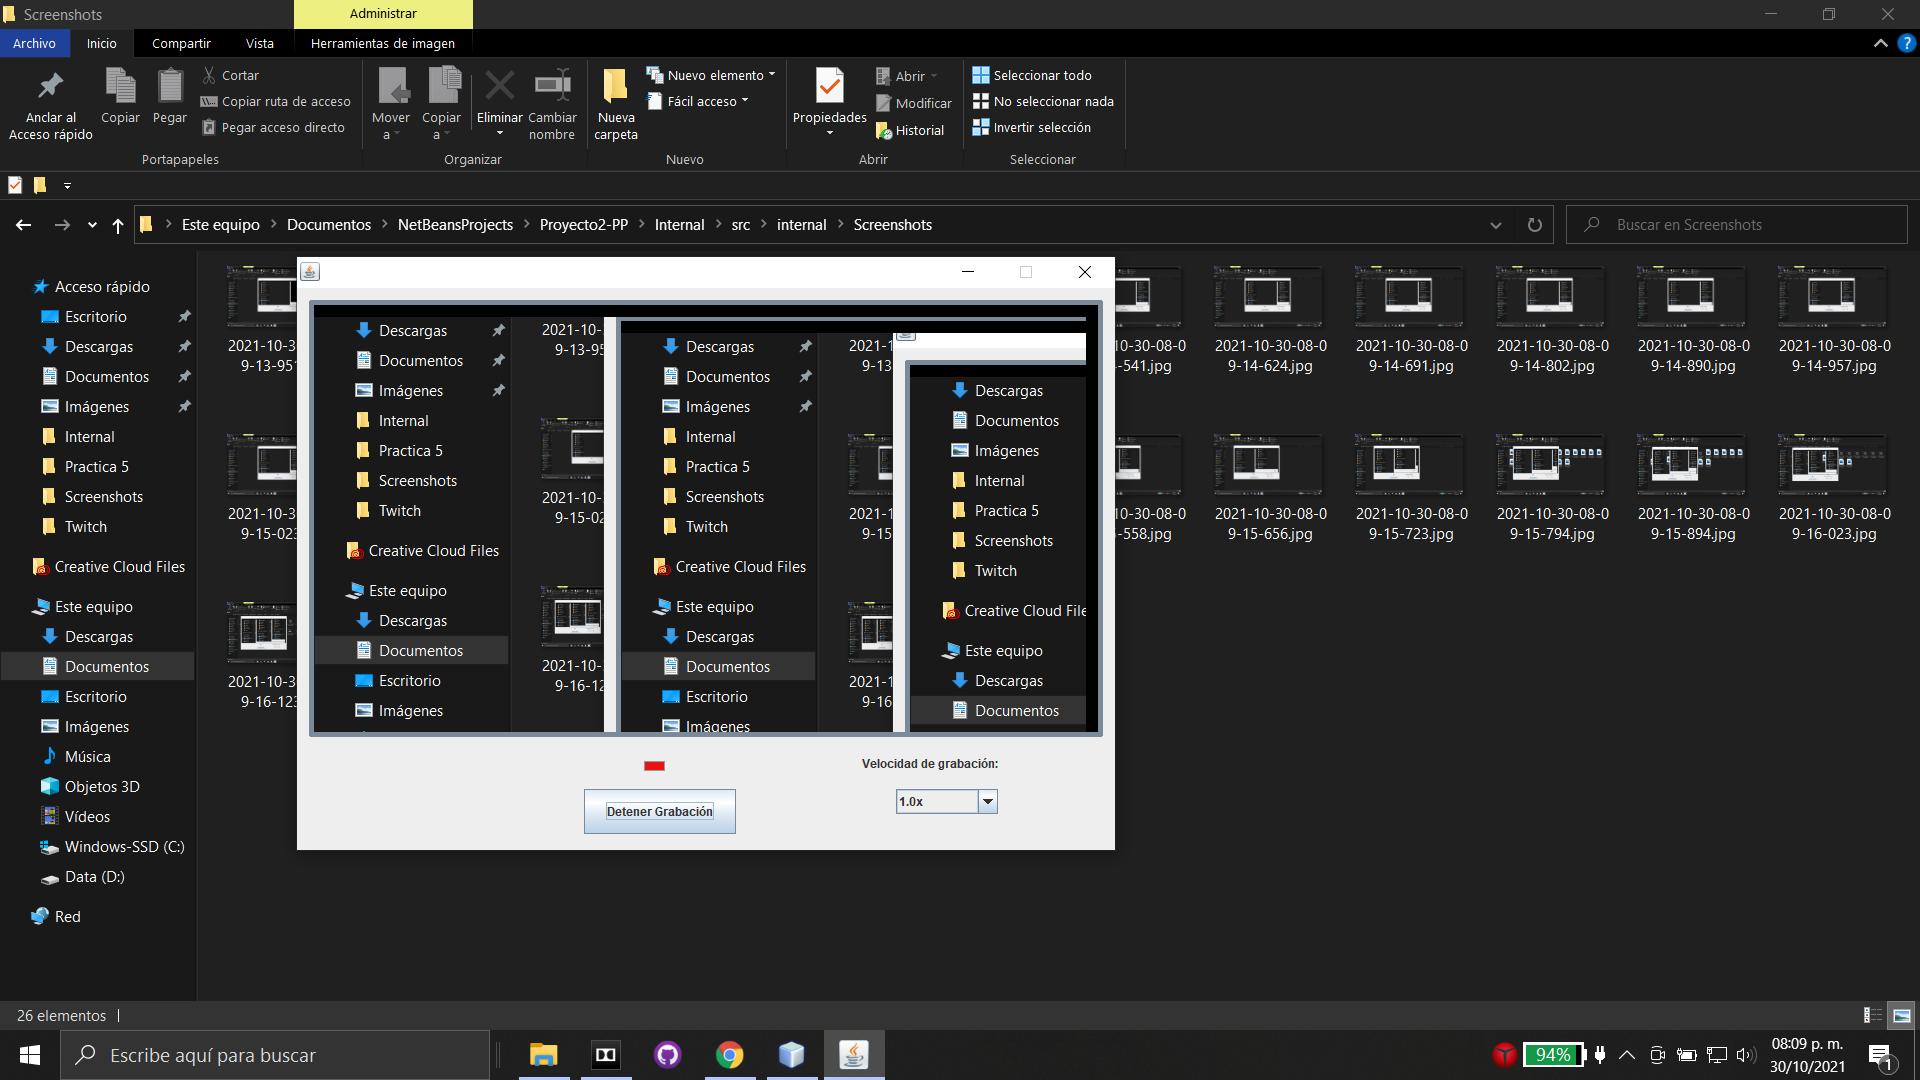 Screenshots
Administrar
Archivo
Inicio
Compartir
Vista
Herramientas de imagen
Anclar al
Acceso rápido
Copiar
Pegar
Cortar
Copiar ruta de acceso
Pegar acceso directo
Portapapeles
Mover
a
Copiar
a
Eliminar
Cambiar
nombre
Organizar
Nueva
carpeta
Nuevo elemento
Fácil acceso
Nuevo
Propiedades
Abrir
Modificar
Historial
Abrir
Seleccionar todo
No seleccionar nada
Invertir selección
Seleccionar
Este equipo
Documentos
NetBeansProjects
Proyecto2-PP
Internal
src
internal
Screenshots
Buscar en Screenshots
Acceso rápido
Escritorio
Descargas
Documentos
Imágenes
Internal
Practica 5
Screenshots
Twitch
Creative Cloud Files
Este equipo
Descargas
Documentos
Escritorio
Imágenes
Música
Objetos 3D
Vídeos
Windows-SSD (C:)
Data (D:)
Red
2021-10-3
9-13-951
2021-10-3
9-15-023
2021-10-3
9-16-123
Descargas
Documentos
Imágenes
Internal
Practica 5
Screenshots
Twitch
Creative Cloud Files
Este equipo
Descargas
Documentos
Escritorio
Imágenes
2021-10-
9-13-95
2021-10-
9-15-02
2021-10-
9-16-12
Descargas
Documentos
Imágenes
Internal
Practica 5
Screenshots
Twitch
Creative Cloud Files
Este equipo
Descargas
Documentos
Escritorio
Imágenes
2021-1
9-13
2021-1
9-15
2021-1
9-16
Descargas
Documentos
Imágenes
Internal
Practica 5
Screenshots
Twitch
Creative Cloud File
Este equipo
Descargas
Documentos
Detener Grabación
Velocidad de grabación:
1.0x
0-30-08-0
-541.jpg
2021-10-30-08-0
9-14-624.jpg
2021-10-30-08-0
9-14-691.jpg
2021-10-30-08-0
9-14-802.jpg
2021-10-30-08-0
9-14-890.jpg
2021-10-30-08-0
9-14-957.jpg
0-30-08-0
-558.jpg
2021-10-30-08-0
9-15-656.jpg
2021-10-30-08-0
9-15-723.jpg
2021-10-30-08-0
9-15-794.jpg
2021-10-30-08-0
9-15-894.jpg
2021-10-30-08-0
9-16-023.jpg
26 elementos
Escribe aquí para buscar
94%
08:09 p. m.
30/10/2021
1